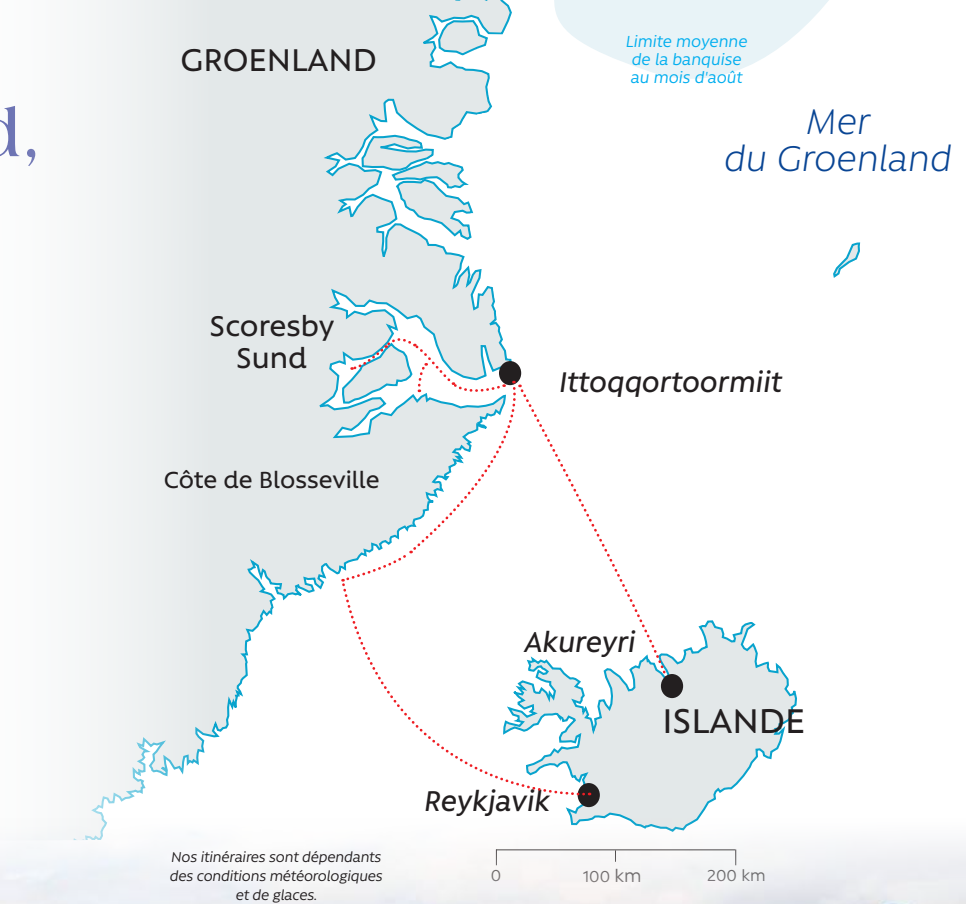 GROENLAND
Limite moyenne
de la banquise
au mois d'août
d,
Mer
du Groenland
Scoresby
Sund
Ittoqqortoormiit
Côte de Blosseville
Akureyri
ISLANDE
Reykjavik
Nos itinéraires sont dépendants
des conditions météorologiques
et de glaces.
0 100 km 200 km